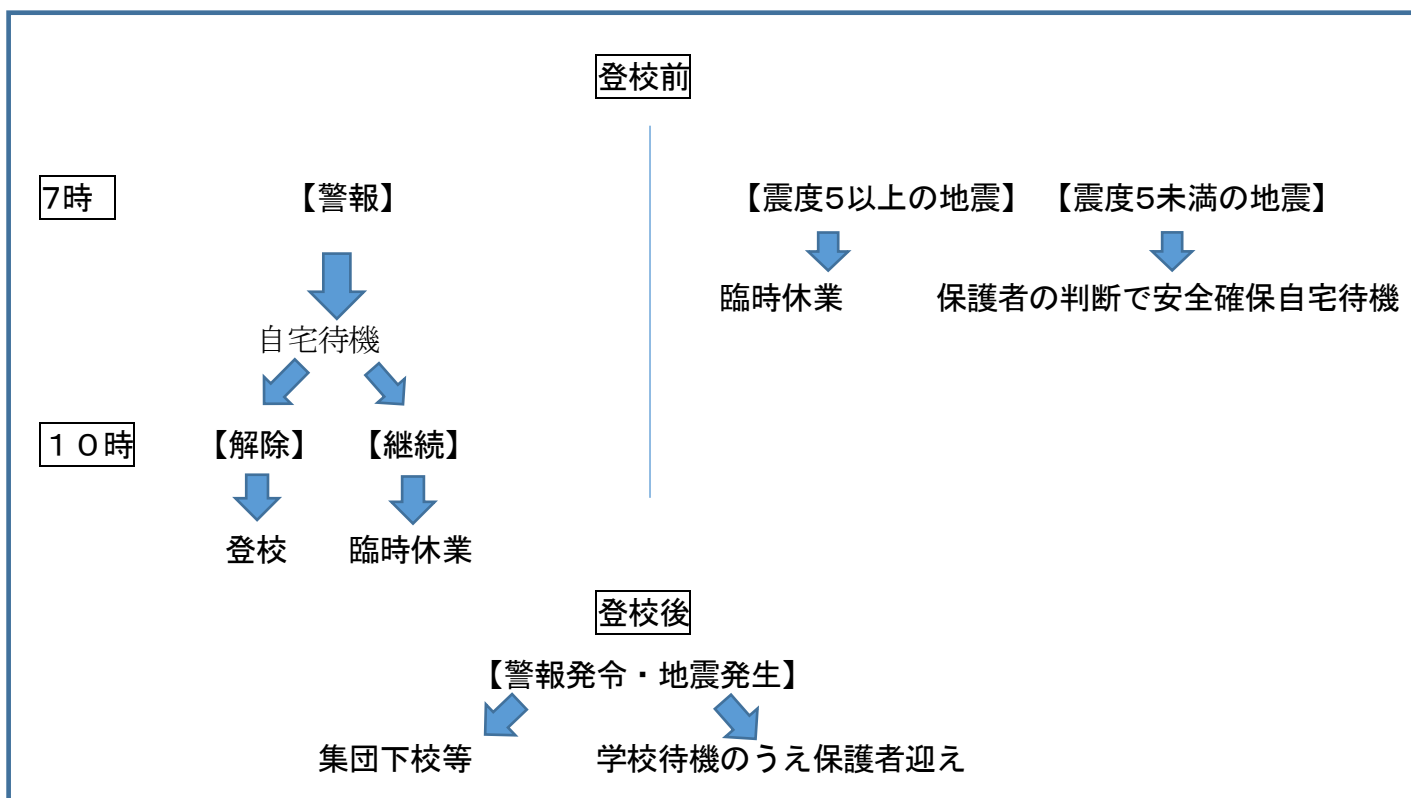 登校前
7時
【警報】
【震度5以上の地震】 【震度5未満の地震】
臨時休業
保護者の判断で安全確保自宅待機
自宅待機
１０時
【解除】
【継続】
登校
臨時休業
登校後
【警報発令・地震発生】
集団下校等
学校待機のうえ保護者迎え